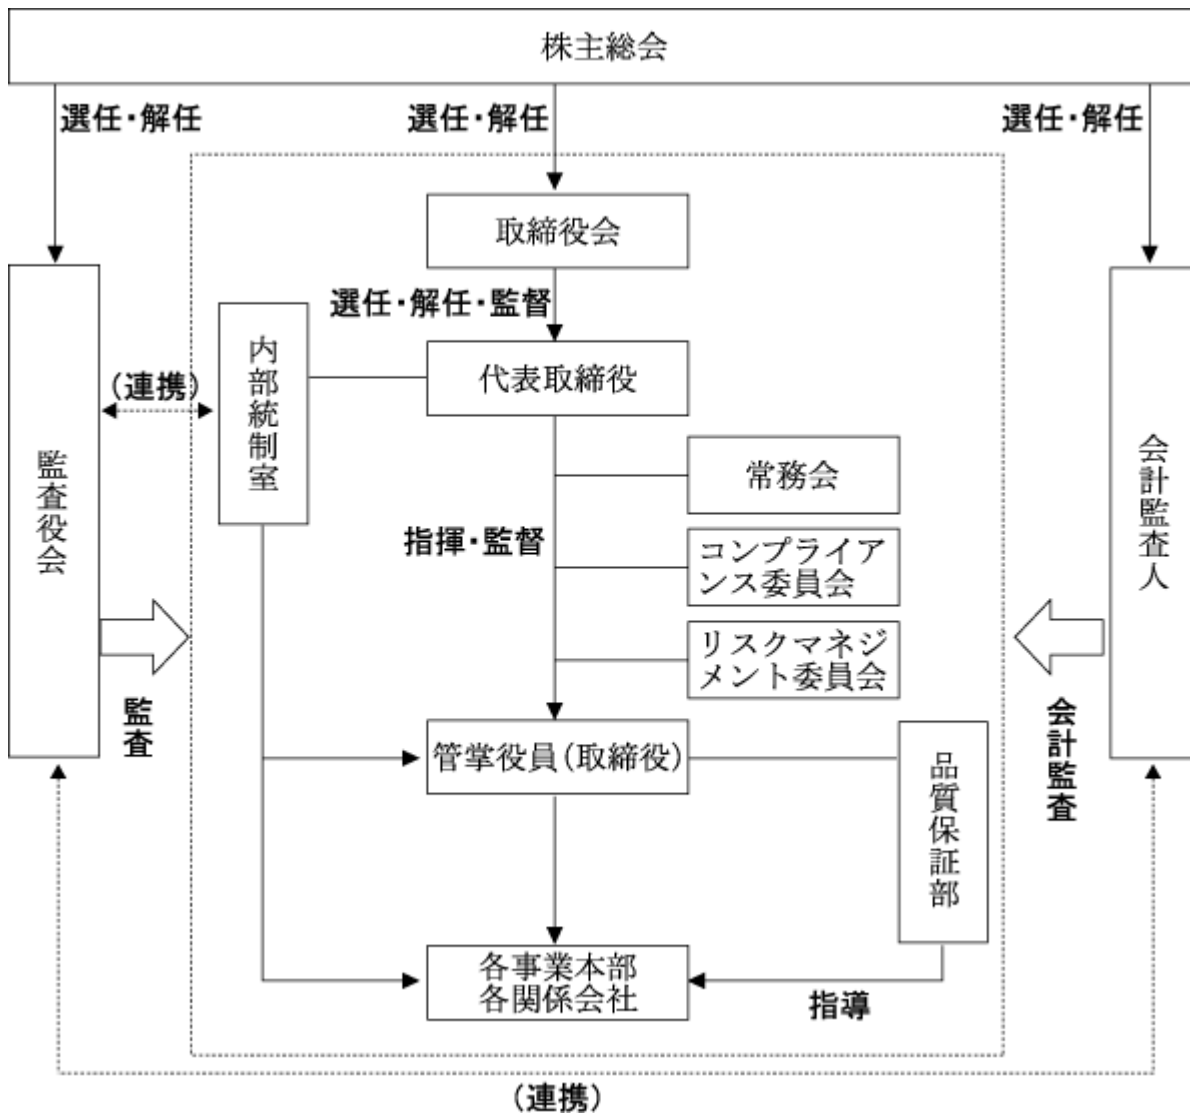 株主総会
選任・解任
選任・解任
選任・解任
取締役会
選任・解任・監督
代表取締役
内部統制室
(連携)
監査役会
会計監査人
常務会
指揮・監督
コンプライア
ンス委員会
リスクマネジ
メント委員会
監査
会計監査
管掌役員(取締役)
品質保証部
各事業本部
各関係会社
指導
(連携)